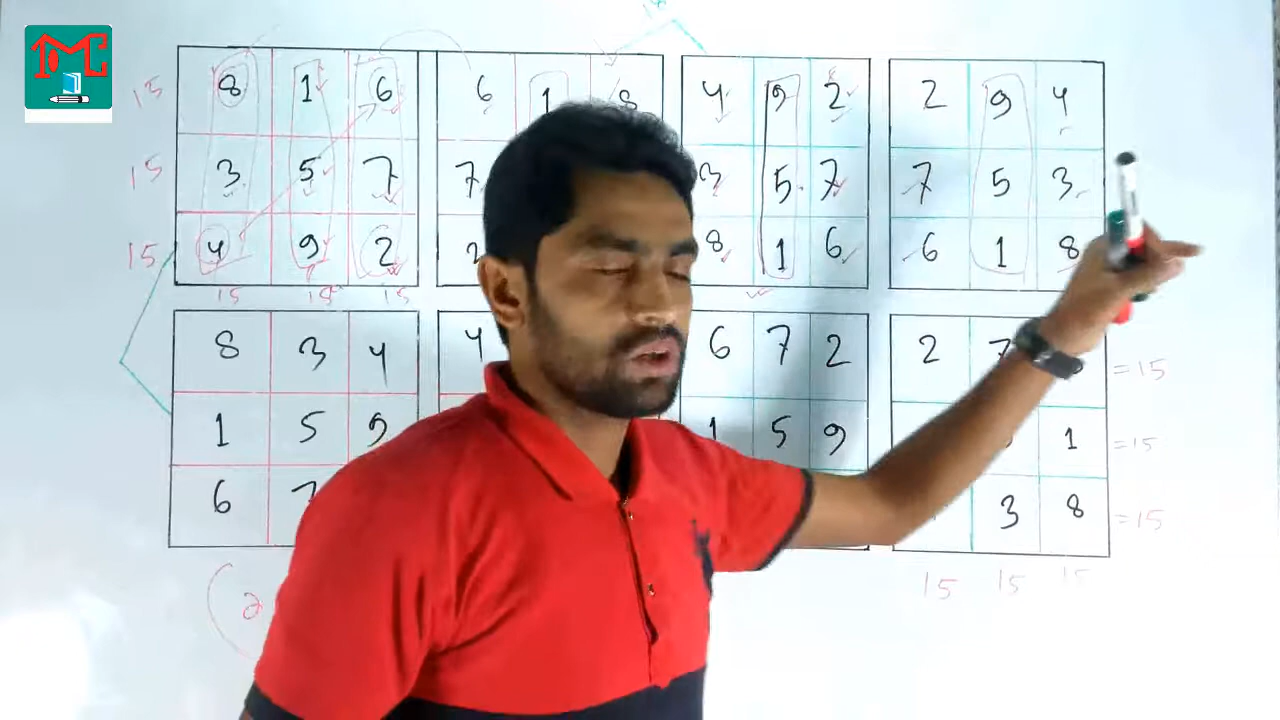 MC
15 8 1 6 6 1 8 4 9 2 2 9 4
15 3 5 7 7 3 5 7 7 5 3
15 4 9 2 2 8 1 6 6 1 8
15 15 15
8 3 4 4 6 7 2 2 7 = 15
1 5 9 1 5 9 1 = 15
6 7 3 8 = 15
15 15 15
2